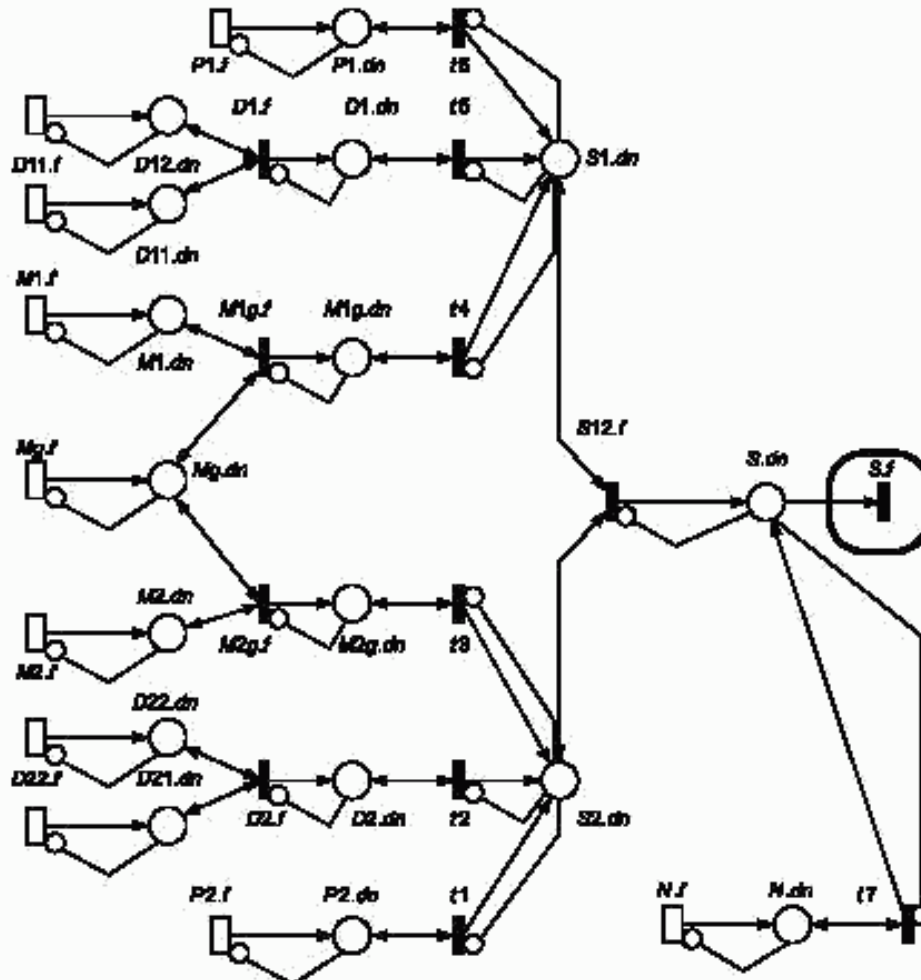 P1.f P1.dn t6
D1.f D1.dn t5
D11.f D12.dn S1.dn
D11.dn
M1.f
M1g.f M1g.dn t4
M1.dn
S12.f
Mg.f Mg.dn S.dn S.f
M2.dn
M2.f M2g.f M2g.dn t3
D22.dn
D22.f D21.dn
D2.f D2.dn t2 S2.dn
P2.f P2.dn t1 N.f N.dn t7